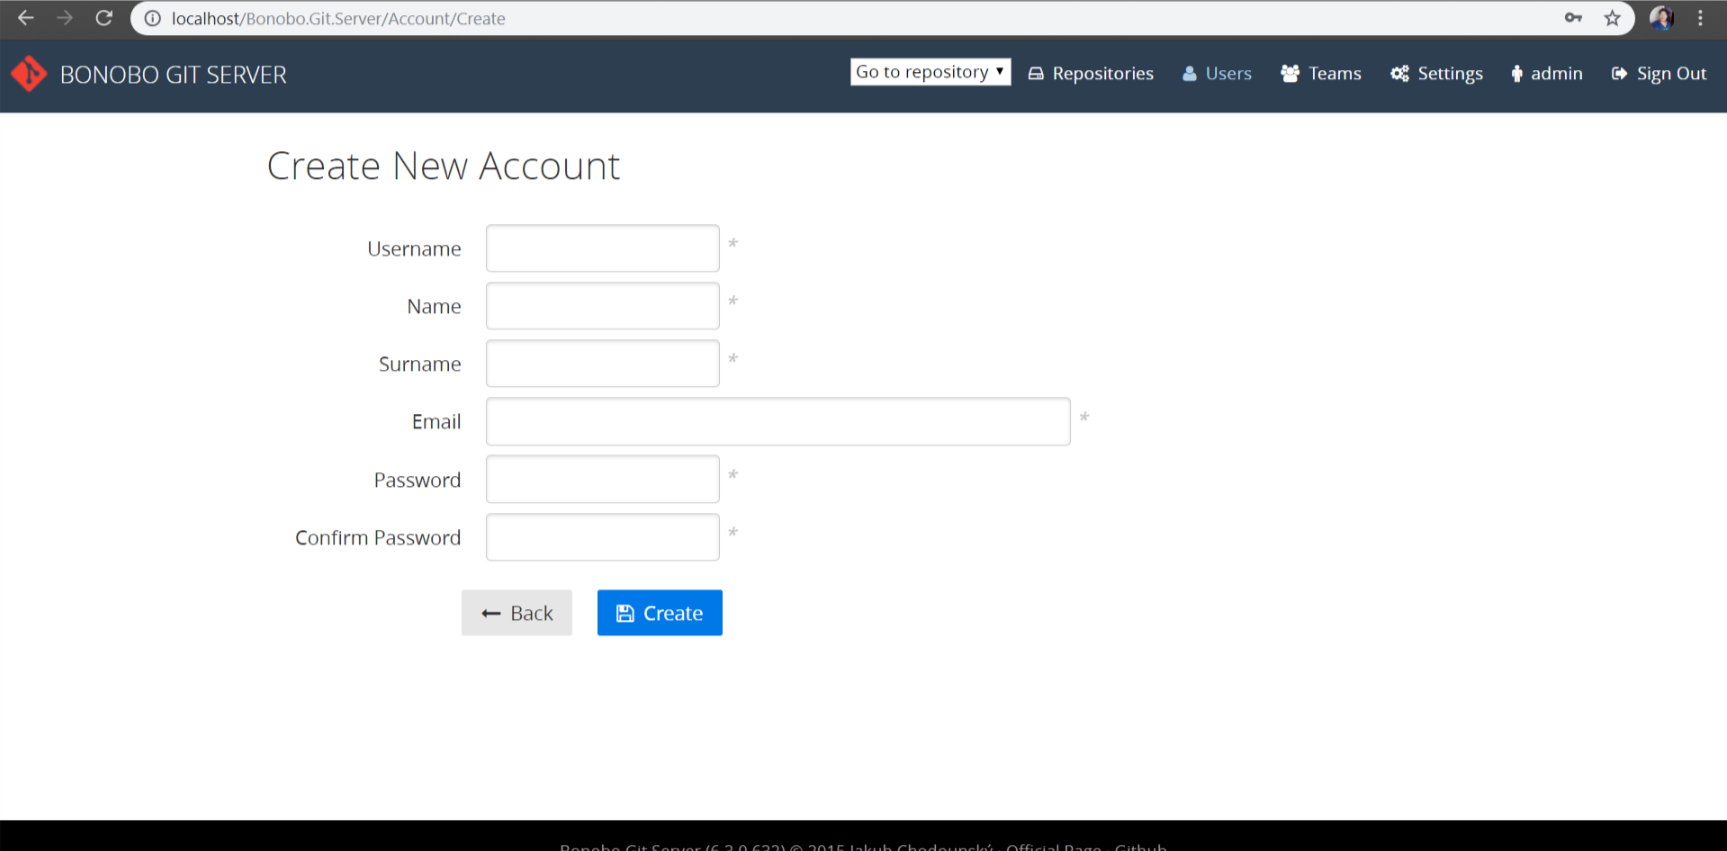 localhost/Bonobo.Git.Server/Account/Create
BONOBO GIT SERVER
Go to repository
Repositories
Users
Teams
Settings
admin
Sign Out
Create New Account
Username *
Name *
Surname *
Email *
Password *
Confirm Password *
Back
Create
Bonobo Git Server (6.3.0.632) © 2015 Jakub Chodounský · Official Page · Github